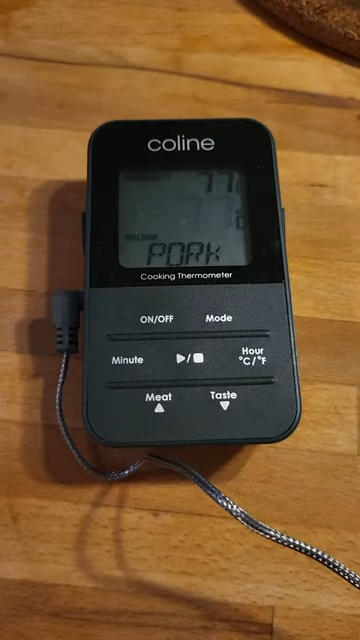 coline
77
PORK
Cooking Thermometer
ON/OFF Mode
Minute ▶/■ Hour
°C/°F
Meat Taste
▲ ▼